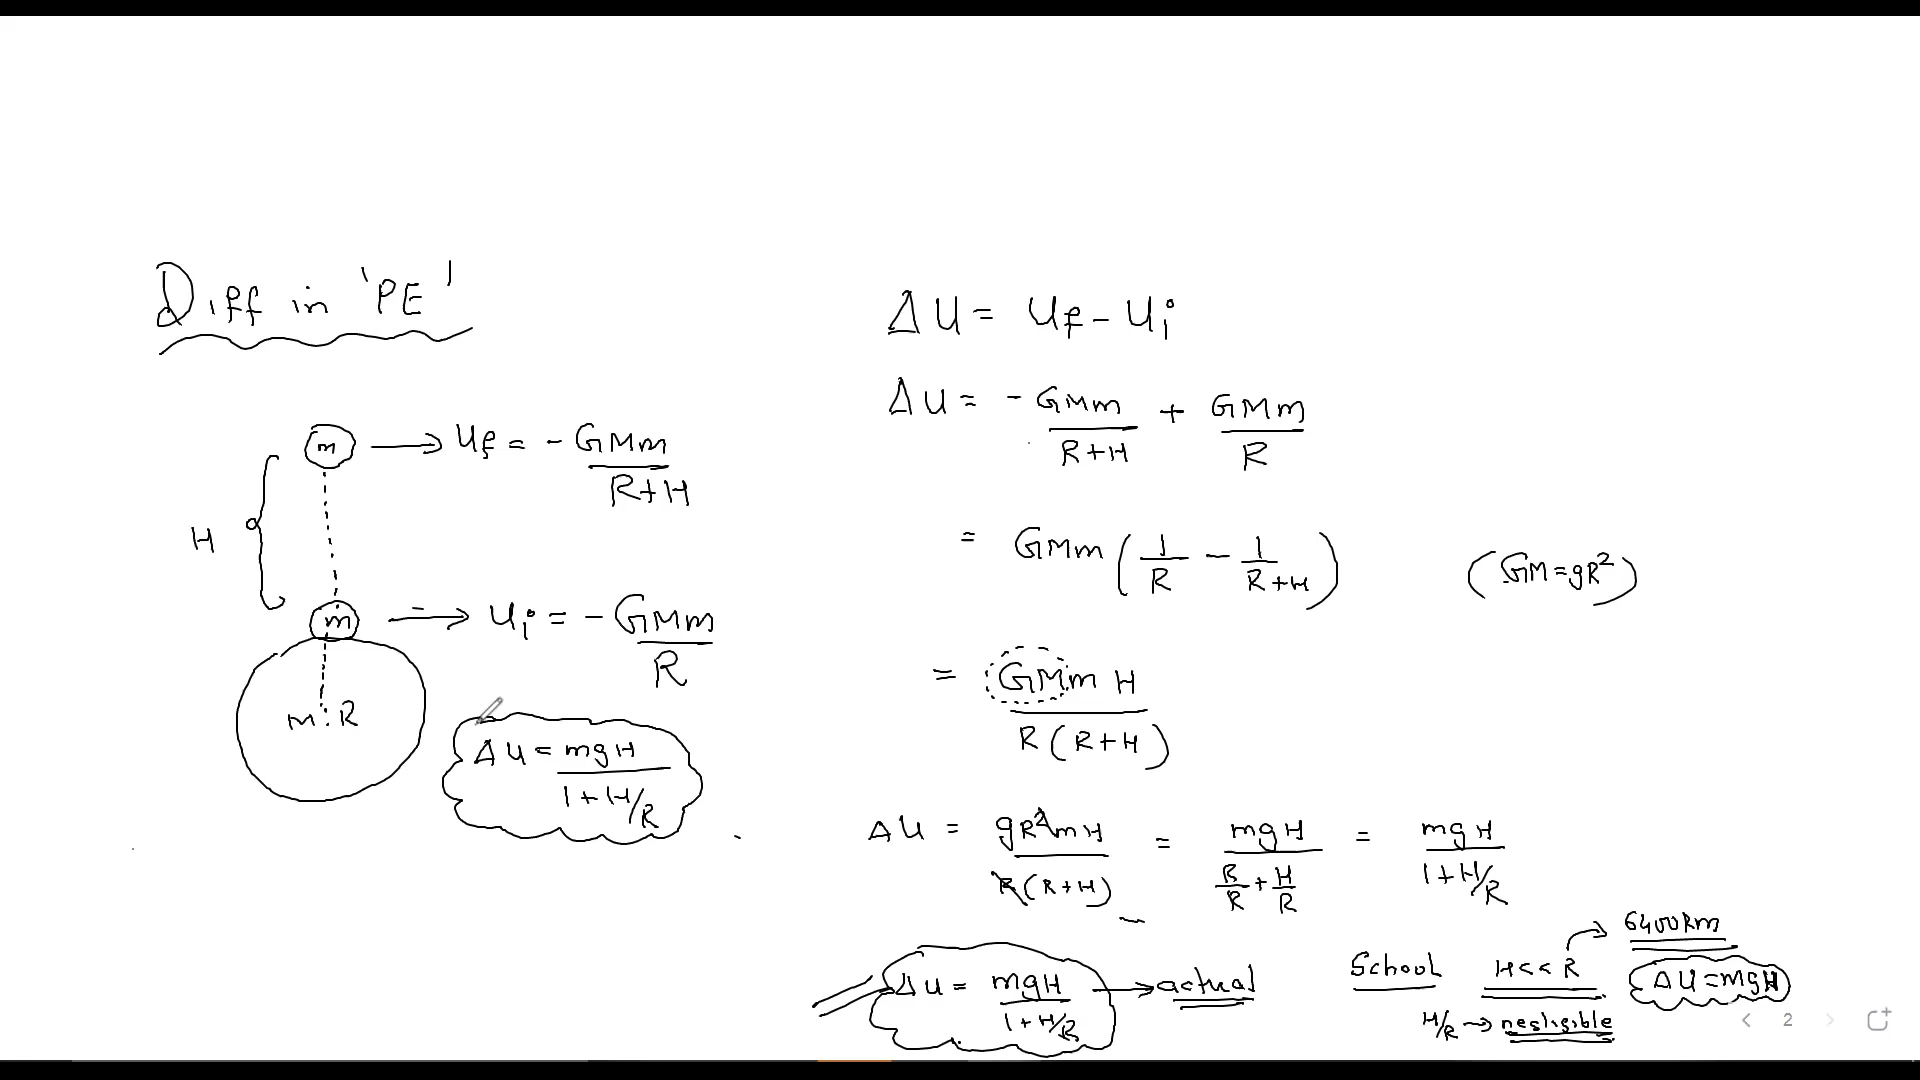 Diff in 'PE'
m → Uf = - GMm / R+H
H
m → Ui = - GMm / R
m : R
ΔU = mgH / 1 + H/R
ΔU = Uf - Ui
ΔU = - GMm / R+H + GMm / R
= GMm ( 1/R - 1/R+H )
(GM = gR²)
= GMm H / R (R+H)
ΔU = gR²mH / R (R+H) = mgH / R/R + H/R = mgH / 1 + H/R
ΔU = mgH / 1 + H/R → actual
School H << R → 6400km
ΔU = mgH
H/R → negligible
2